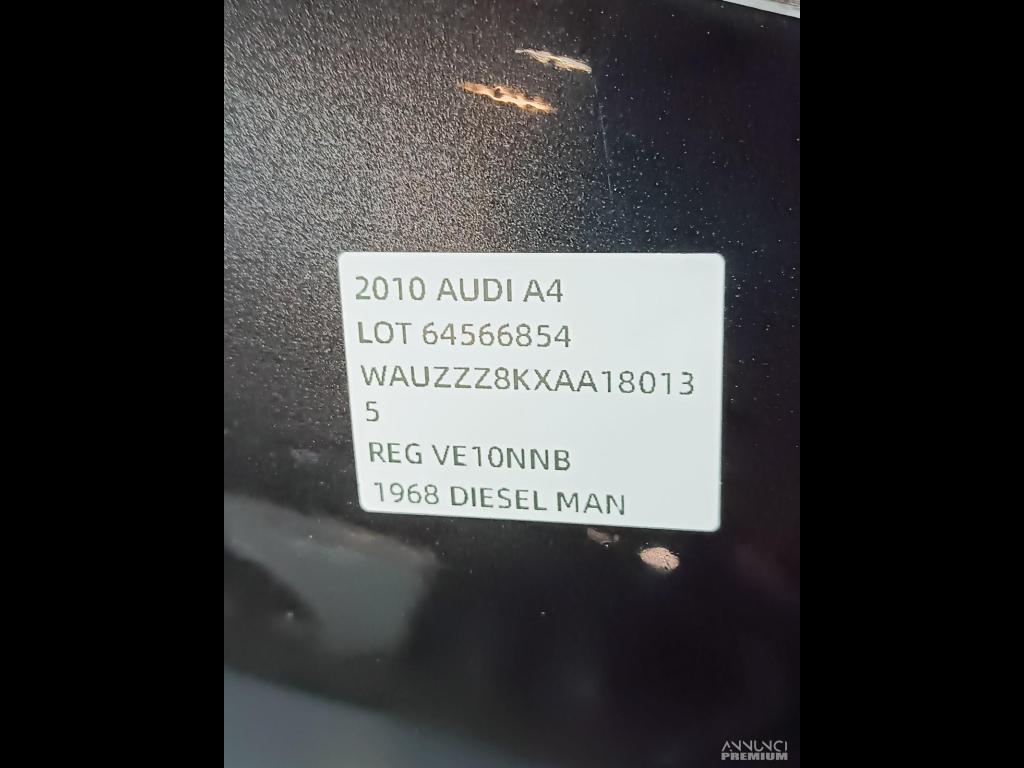 2010 AUDI A4
LOT 64566854
WAUZZZ8KXAA18013
5
REG VE10NNB
1968 DIESEL MAN
ANNUNCI
PREMIUM